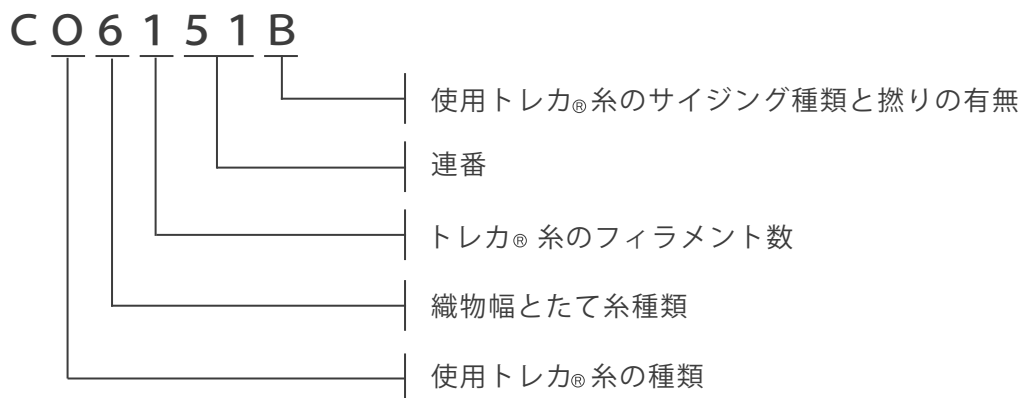 C O 6 1 5 1 B
使用トレカ®糸のサイジング種類と撚りの有無
連番
トレカ® 糸のフィラメント数
織物幅とたて糸種類
使用トレカ®糸の種類